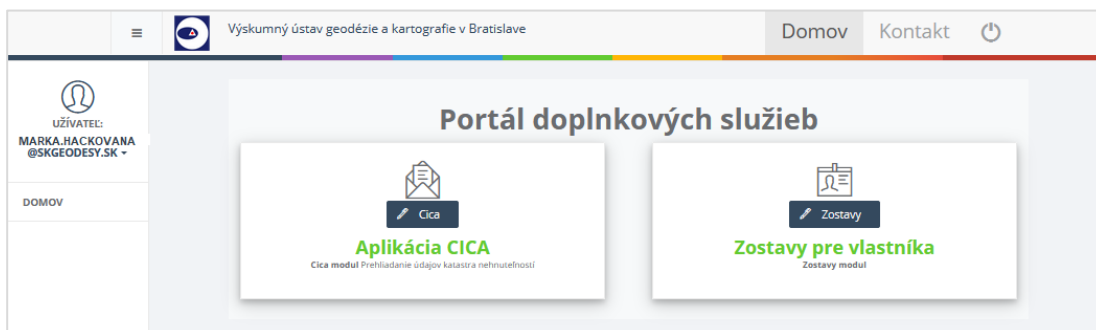 Výskumný ústav geodézie a kartografie v Bratislave
Domov
Kontakt
UŽÍVATEĽ:
MARKA.HACKOVANA
@SKGEODESY.SK
DOMOV
Portál doplnkových služieb
Cica
Aplikácia CICA
Cica modul Prehliadanie údajov katastra nehnuteľností
Zostavy
Zostavy pre vlastníka
Zostavy modul